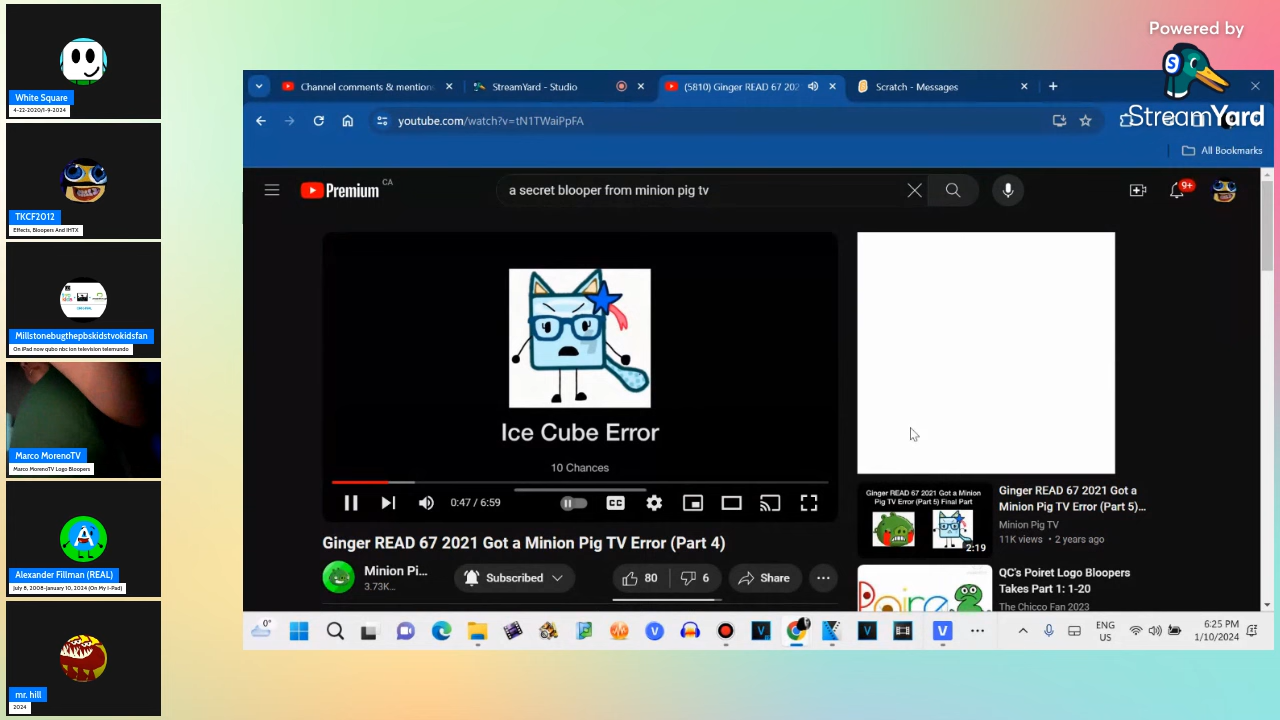 White Square
4-22-2020/1-9-2024
TKCF2012
Effects, Bloopers And IHTX
Millstonebugthepbskidstvokidsfan
On iPad now qubo nbc ion television telemundo
Marco MorenoTV
Marco MorenoTV Logo Bloopers
Alexander Fillman (REAL)
July 8, 2008-january 10, 2024 (On My I-Pad)
mr. hill
2024
Powered by
StreamYard
Channel comments & mention
StreamYard - Studio
(5810) Ginger READ 67 202
Scratch - Messages
youtube.com/watch?v=tN1TWaiPpFA
All Bookmarks
Premium CA
a secret blooper from minion pig tv
9+
Ice Cube Error
10 Chances
0:47 / 6:59
CC
Ginger READ 67 2021 Got a Minion Pig TV Error (Part 4)
Minion Pi...
3.73K...
Subscribed
80
6
Share
Ginger READ 67 2021 Got a Minion
Pig TV Error (Part 5) Final Part
2:19
Ginger READ 67 2021 Got a
Minion Pig TV Error (Part 5)...
Minion Pig TV
11K views • 2 years ago
Poire
QC's Poiret Logo Bloopers
Takes Part 1: 1-20
The Chicco Fan 2023
0°
ENG
US
6:25 PM
1/10/2024